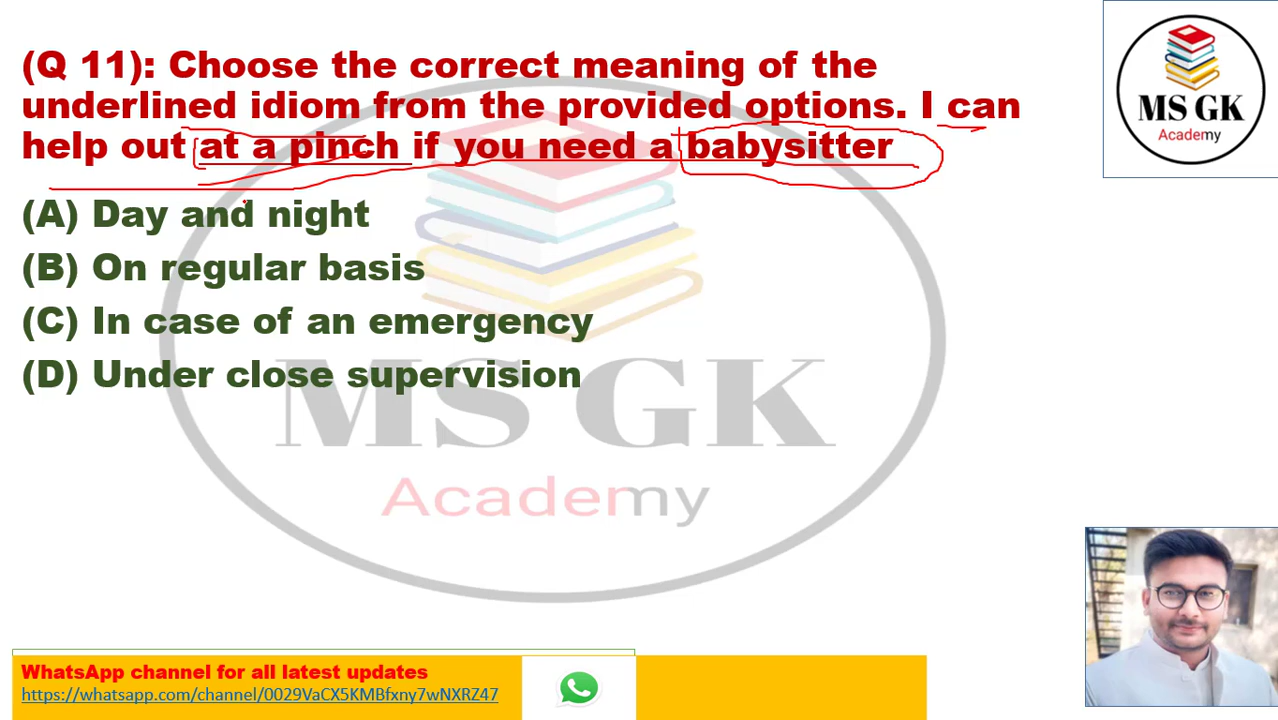 (Q 11): Choose the correct meaning of the
underlined idiom from the provided options. I can
help out at a pinch if you need a babysitter
(A) Day and night
(B) On regular basis
(C) In case of an emergency
(D) Under close supervision
MS GK
Academy
MS GK
Academy
WhatsApp channel for all latest updates
https://whatsapp.com/channel/0029VaCX5KMBfxny7wNXRZ47